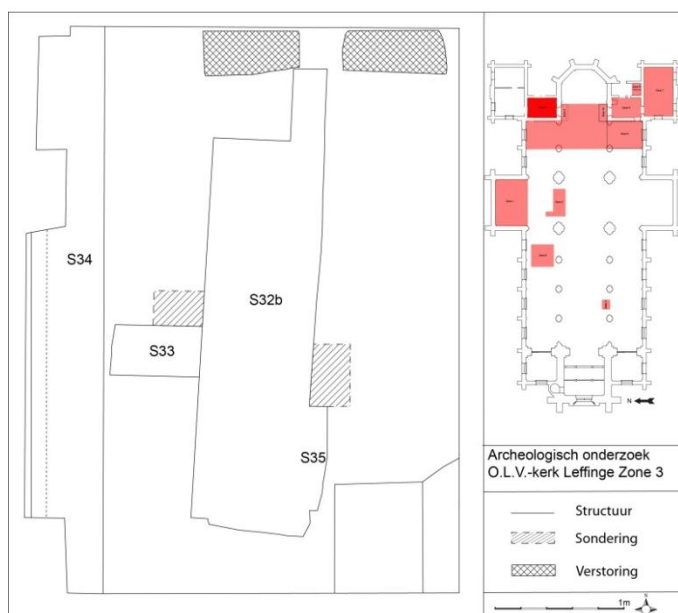 S34
S32b
S33
S35
N
Archeologisch onderzoek
O.L.V.-kerk Leffinge Zone 3
Structuur
Sondering
Verstoring
1m